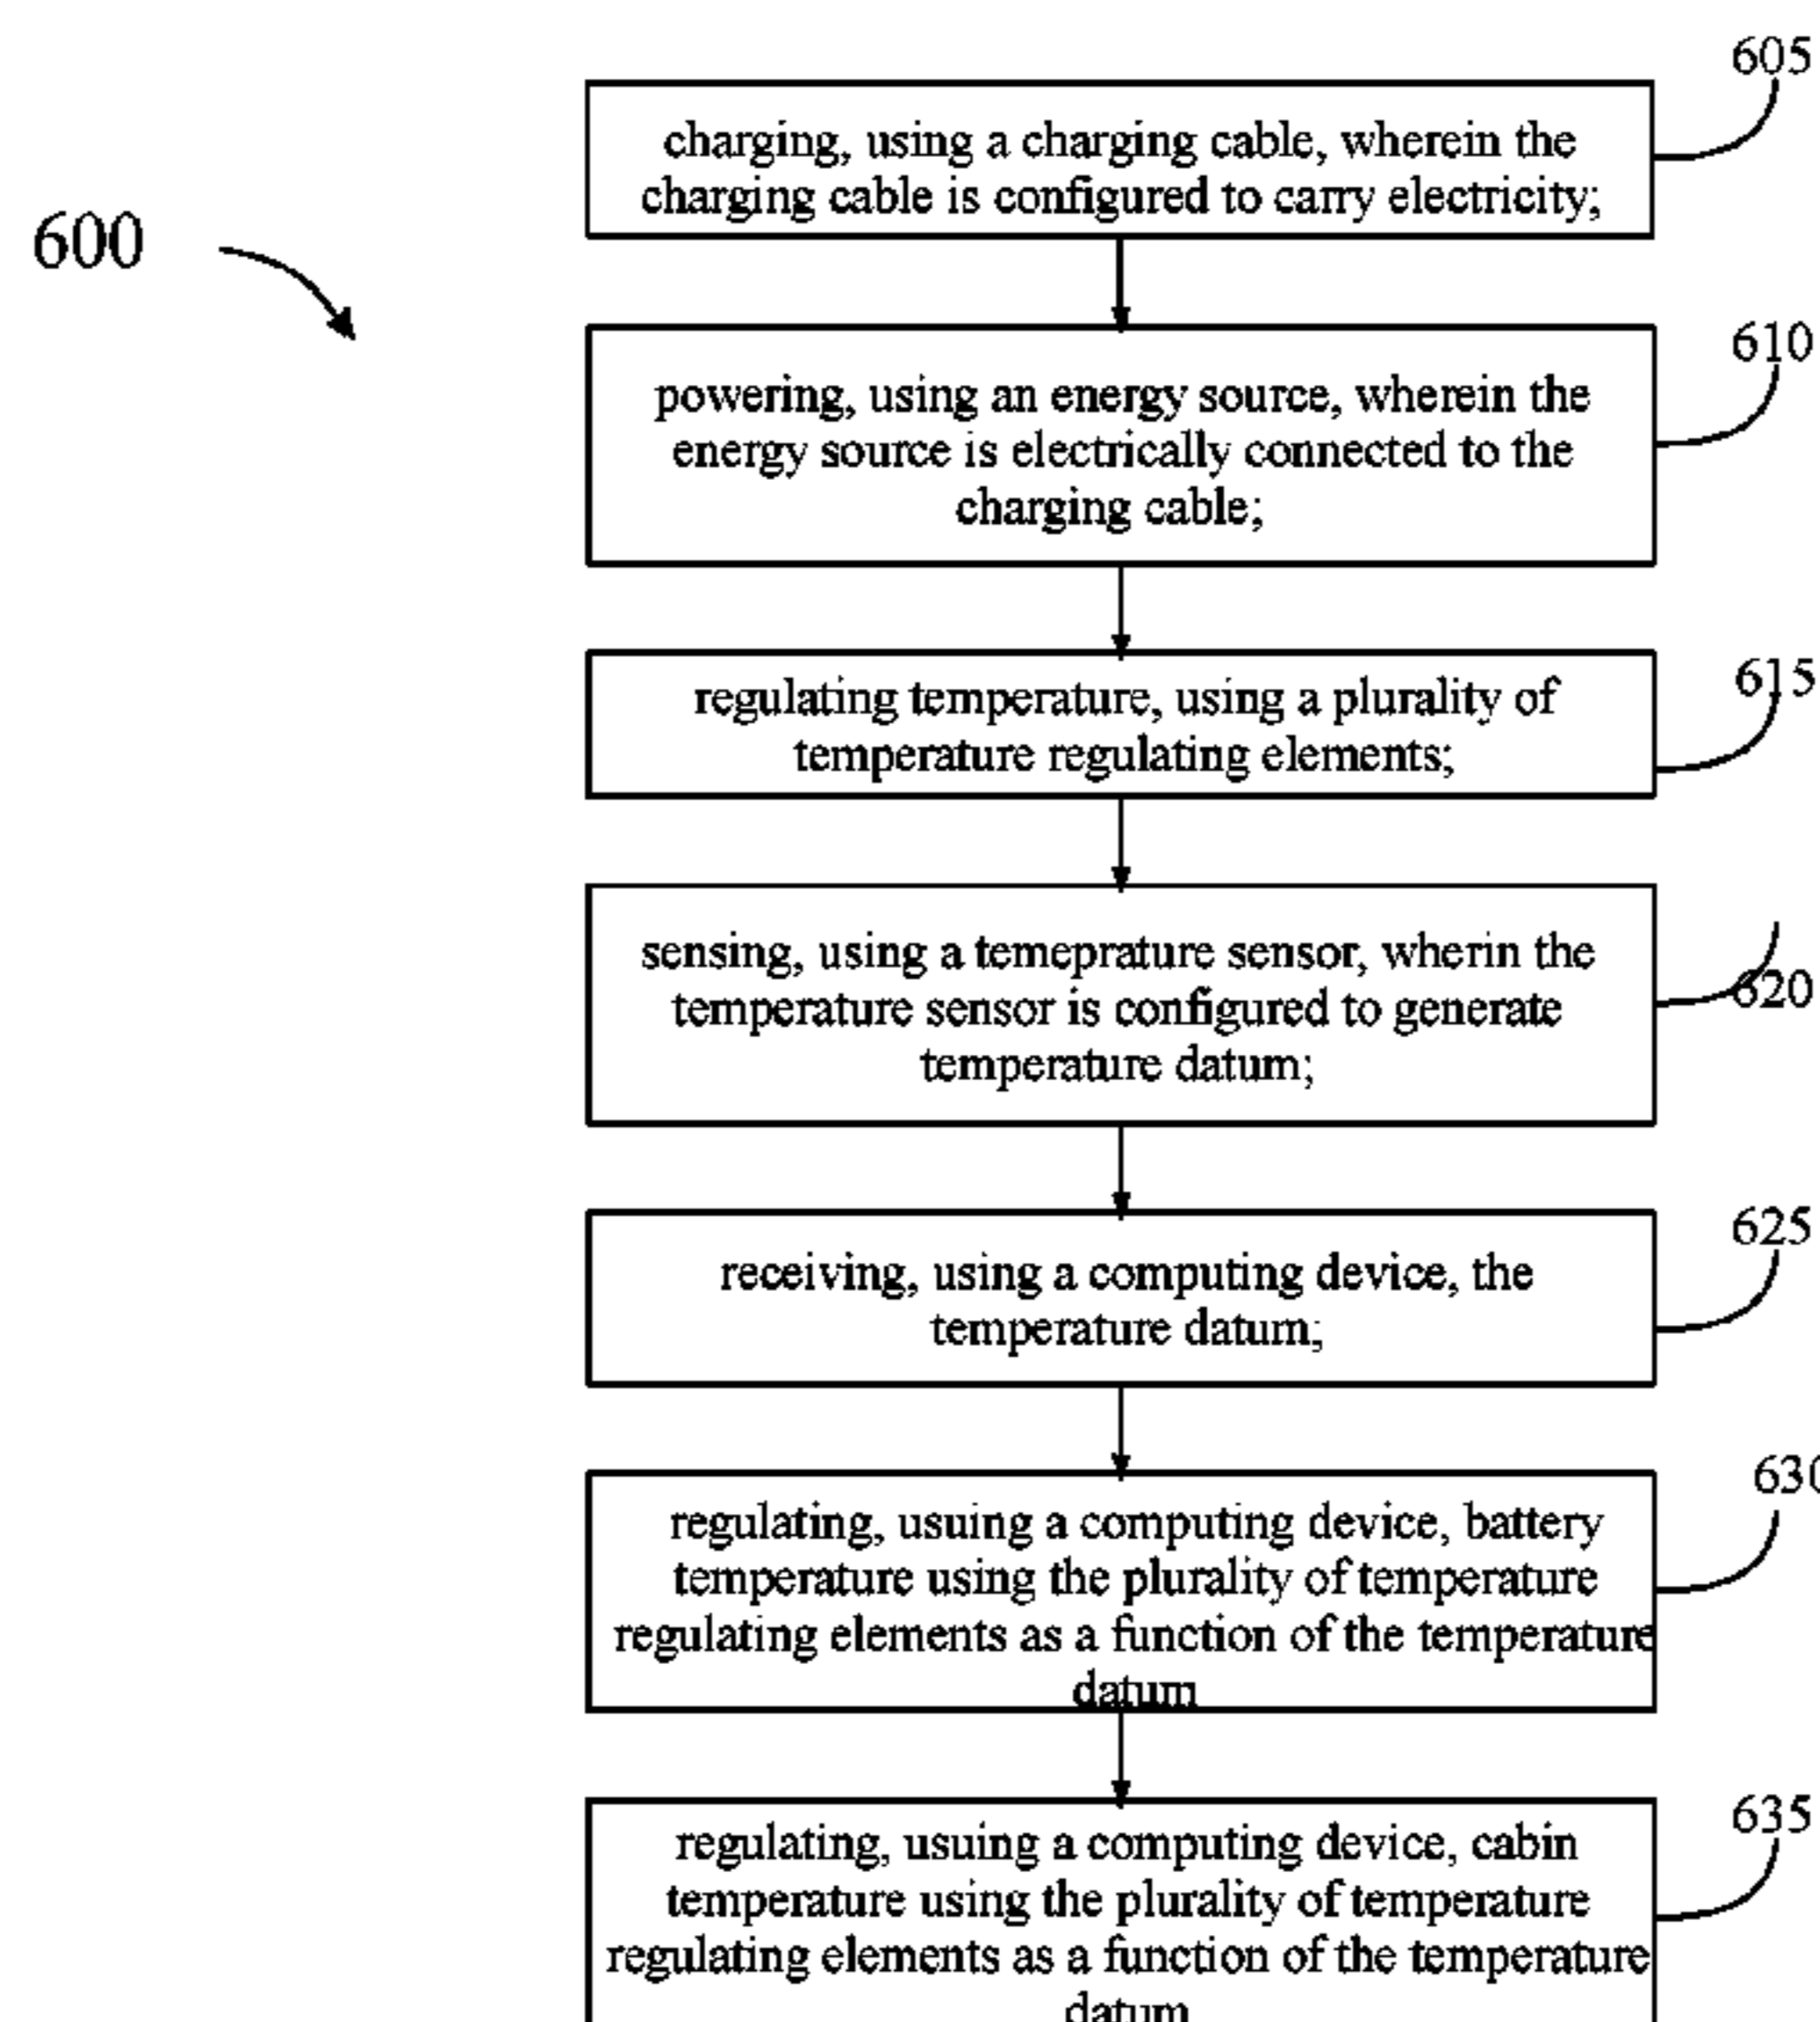 605
charging, using a charging cable, wherein the
charging cable is configured to carry electricity;
600
610
powering, using an energy source, wherein the
energy source is electrically connected to the
charging cable;
615
regulating temperature, using a plurality of
temperature regulating elements;
620
sensing, using a temeprature sensor, wherin the
temperature sensor is configured to generate
temperature datum;
625
receiving, using a computing device, the
temperature datum;
630
regulating, usuing a computing device, battery
temperature using the plurality of temperature
regulating elements as a function of the temperature
datum
635
regulating, usuing a computing device, cabin
temperature using the plurality of temperature
regulating elements as a function of the temperature
datum